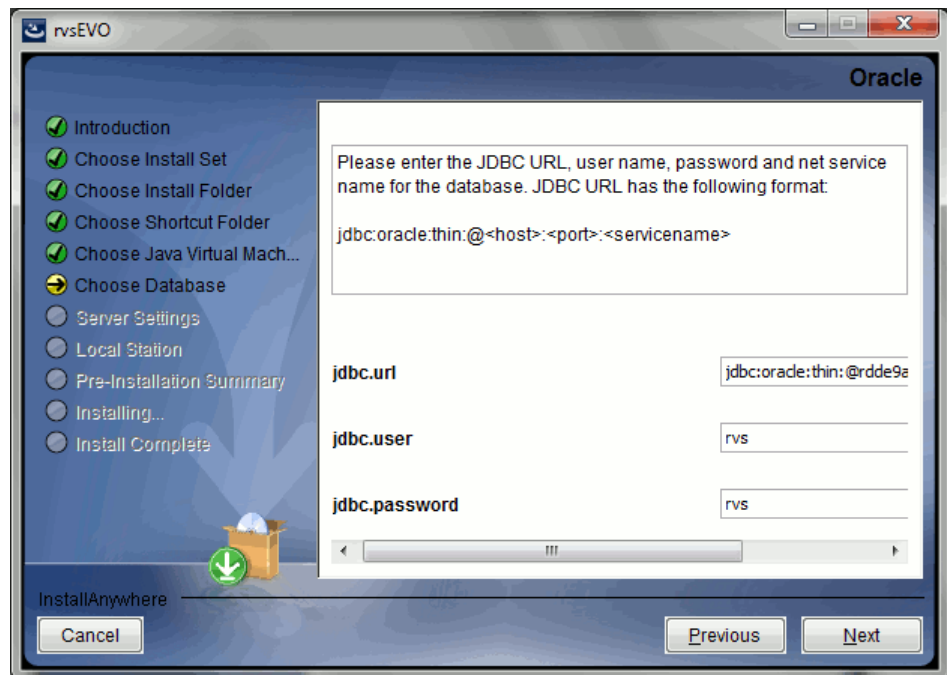 rvsEVO
Oracle
Introduction
Choose Install Set
Choose Install Folder
Choose Shortcut Folder
Choose Java Virtual Mach...
Choose Database
Server Settings
Local Station
Pre-Installation Summary
Installing...
Install Complete
Please enter the JDBC URL, user name, password and net service
name for the database. JDBC URL has the following format:
jdbc:oracle:thin:@<host>:<port>:<servicename>
jdbc.url
jdbc:oracle:thin:@rdde9a
jdbc.user
rvs
jdbc.password
rvs
InstallAnywhere
Cancel
Previous
Next